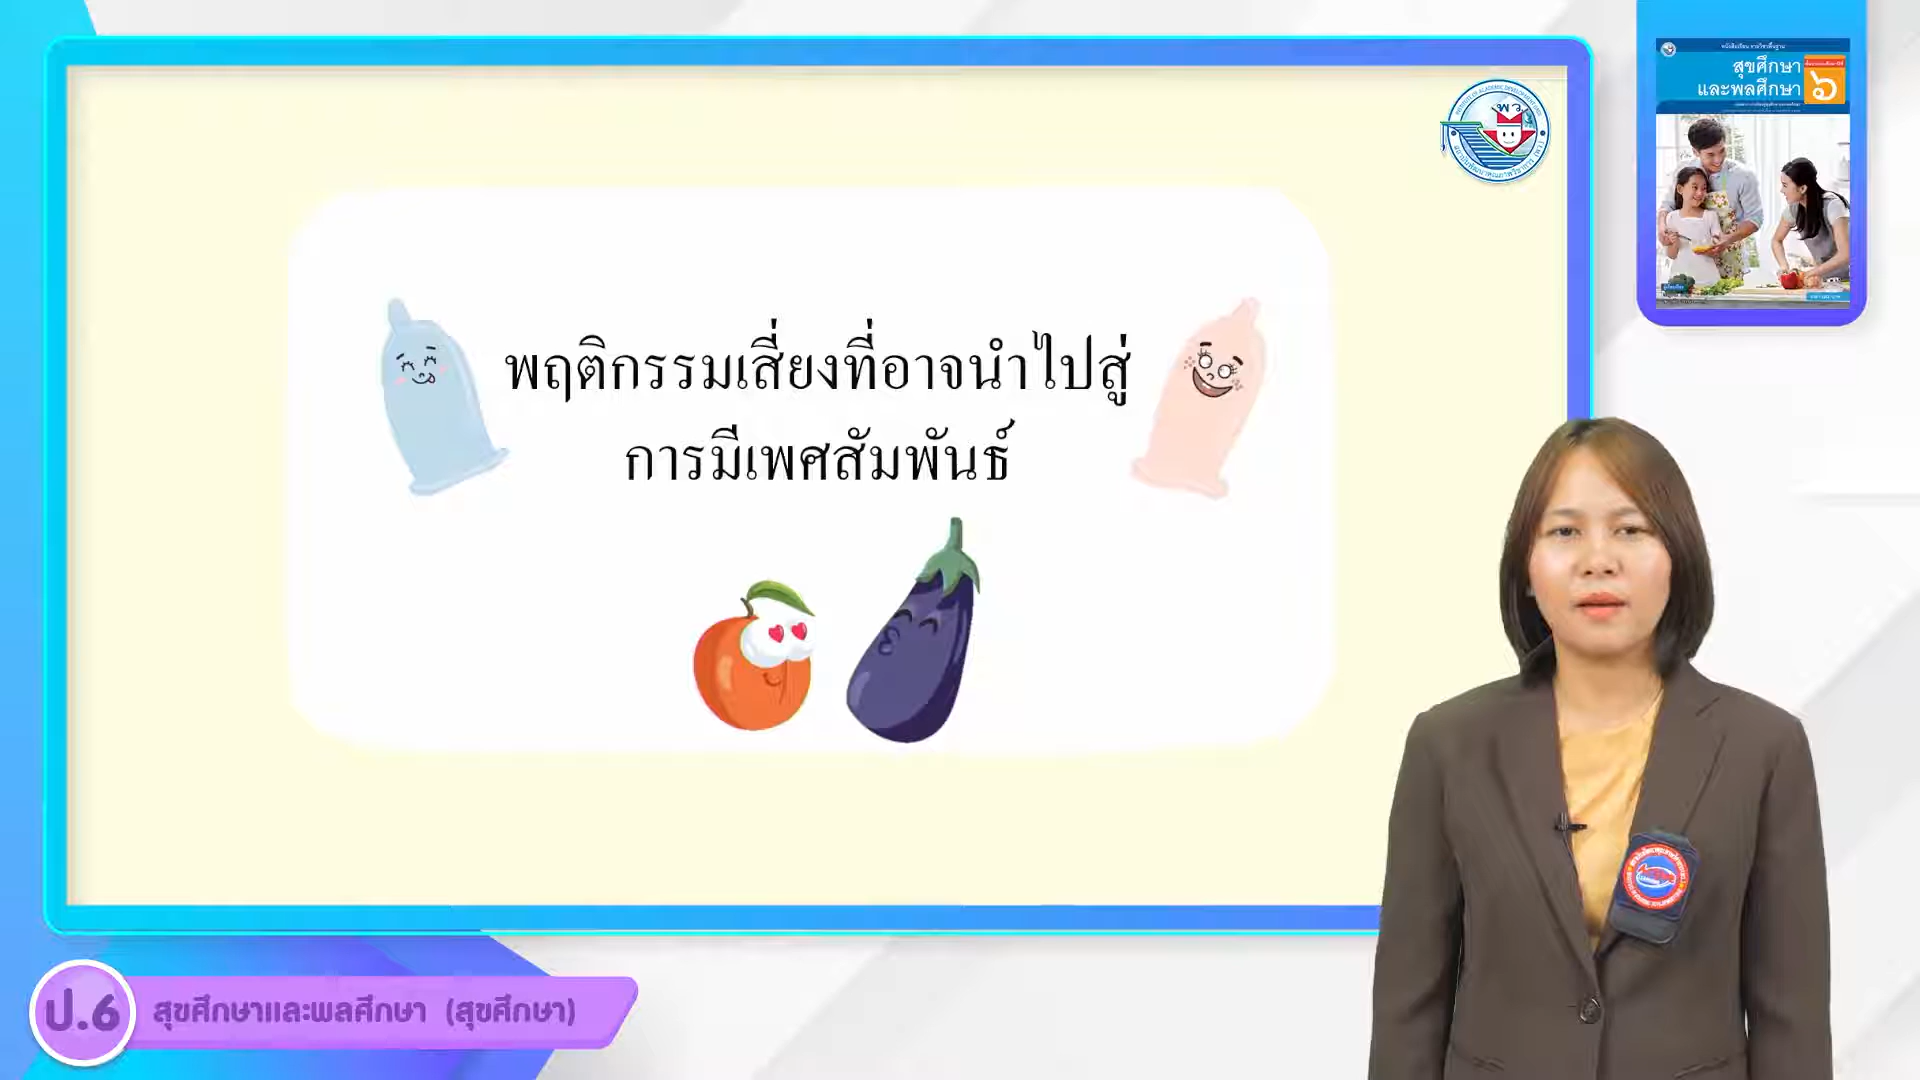 พฤติกรรมเสี่ยงที่อาจนำไปสู่
การมีเพศสัมพันธ์
พว
สุขศึกษา
และพลศึกษา
๖
ป.6
สุขศึกษาและพลศึกษา (สุขศึกษา)